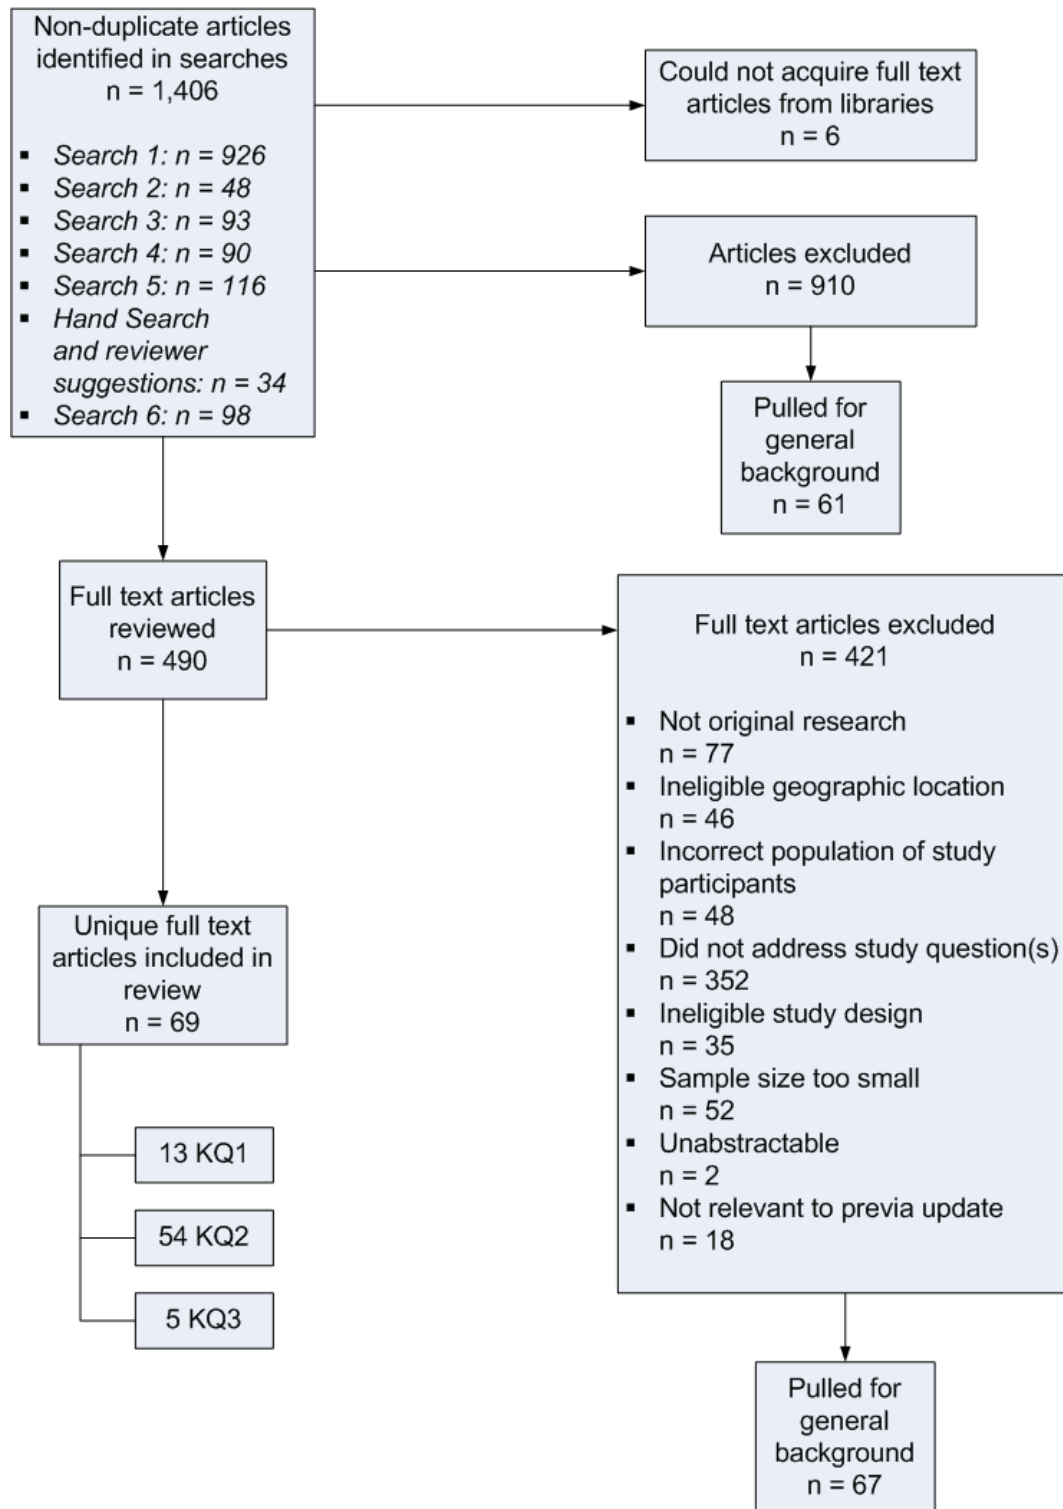 Non-duplicate articles
identified in searches
n = 1,406
▪ Search 1: n = 926
▪ Search 2: n = 48
▪ Search 3: n = 93
▪ Search 4: n = 90
▪ Search 5: n = 116
▪ Hand Search
and reviewer
suggestions: n = 34
▪ Search 6: n = 98
Could not acquire full text
articles from libraries
n = 6
Articles excluded
n = 910
Pulled for
general
background
n = 61
Full text articles
reviewed
n = 490
Full text articles excluded
n = 421
▪ Not original research
n = 77
▪ Ineligible geographic location
n = 46
▪ Incorrect population of study
participants
n = 48
▪ Did not address study question(s)
n = 352
▪ Ineligible study design
n = 35
▪ Sample size too small
n = 52
▪ Unabstractable
n = 2
▪ Not relevant to previa update
n = 18
Unique full text
articles included in
review
n = 69
13 KQ1
54 KQ2
5 KQ3
Pulled for
general
background
n = 67